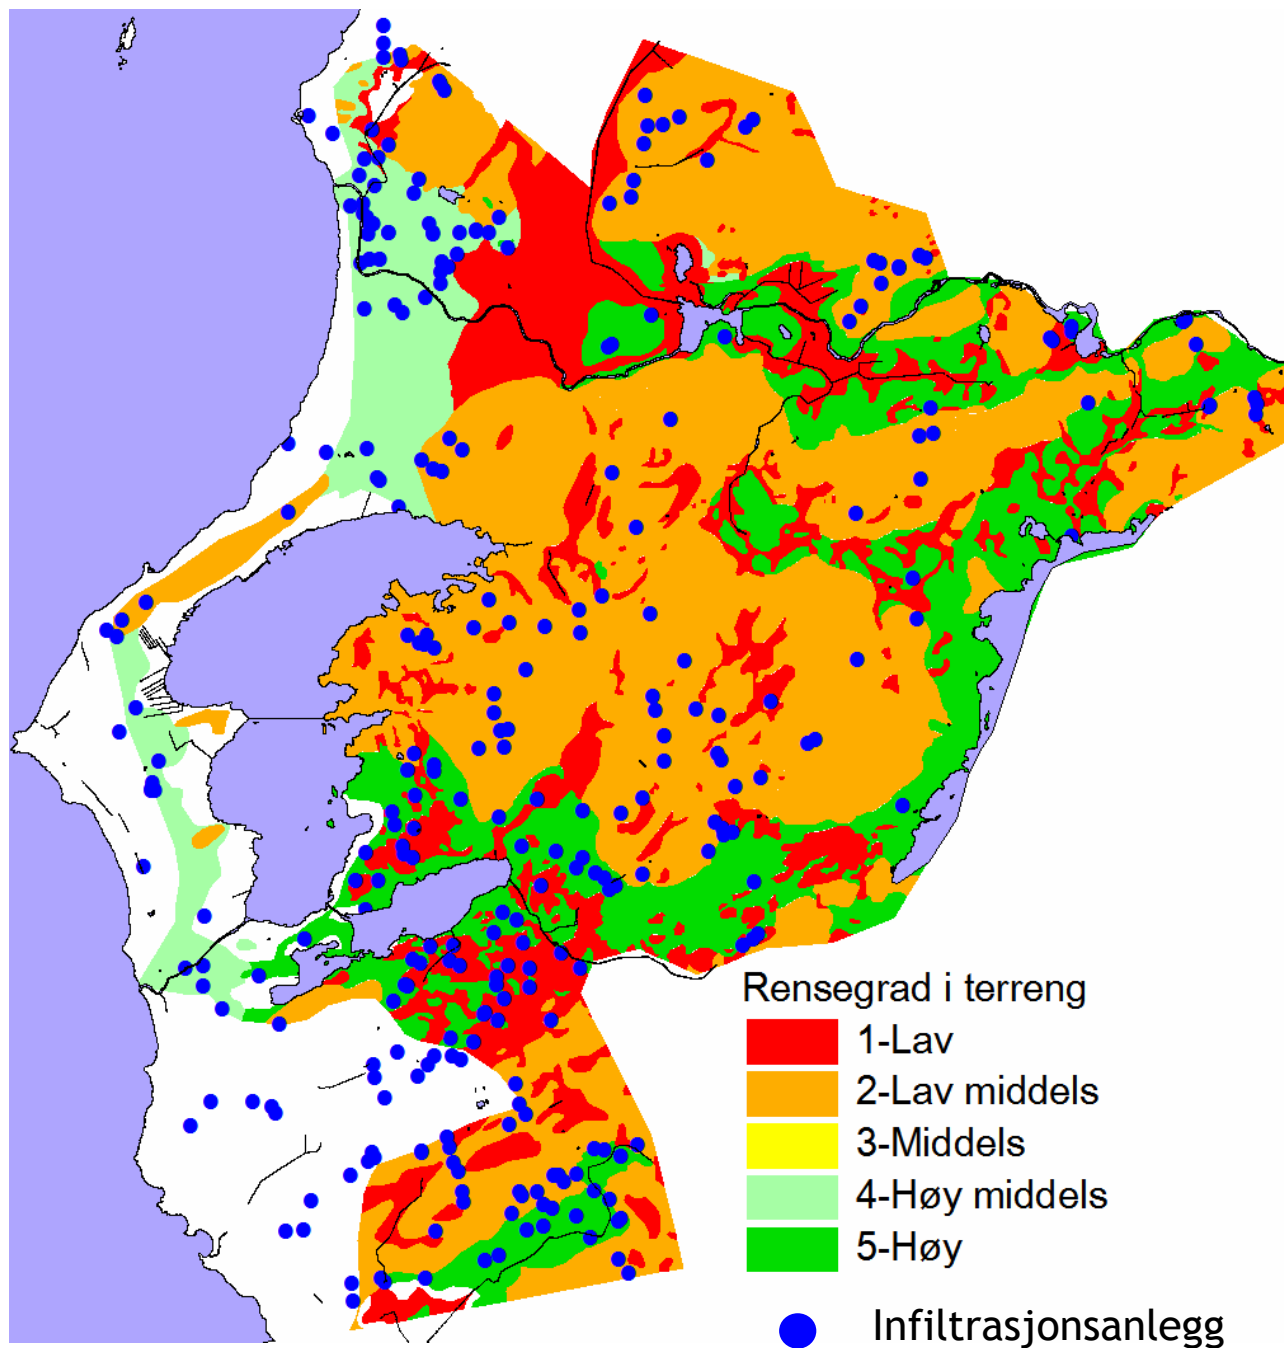 Rensegrad i terreng
1-Lav
2-Lav middels
3-Middels
4-Høy middels
5-Høy
Infiltrasjonsanlegg